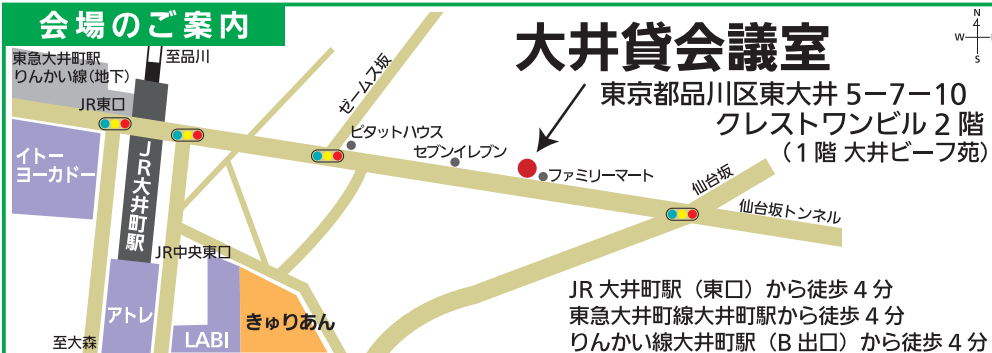 会場のご案内
N
W
S
大井貸会議室
東京都品川区東大井 5ー7ー10
クレストワンビル 2 階
（1 階 大井ビーフ苑）
東急大井町駅
りんかい線（地下）
至品川
JR東口
ゼームス坂
ピタットハウス
セブンイレブン
ファミリーマート
仙台坂
仙台坂トンネル
イトー
ヨーカドー
JR大井町駅
JR中央東口
アトレ
LABI
きゅりあん
至大森
JR 大井町駅（東口）から徒歩 4 分
東急大井町線大井町駅から徒歩 4 分
りんかい線大井町駅（B 出口）から徒歩 4 分